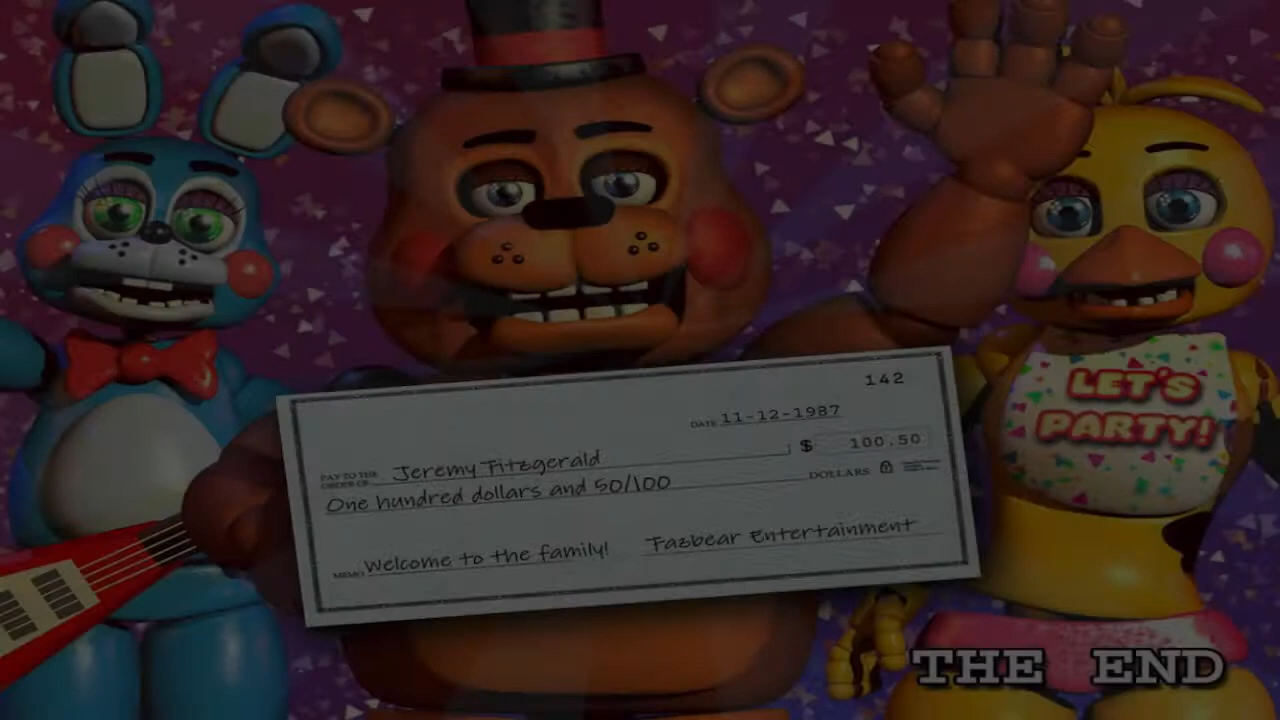 142
DATE 11-12-1987
PAY TO THE
ORDER OF Jeremy Fitzgerald $ 100.50
One hundred dollars and 50/100 DOLLARS
MEMO Welcome to the family! Fazbear Entertainment
LET'S
PARTY!
THE END